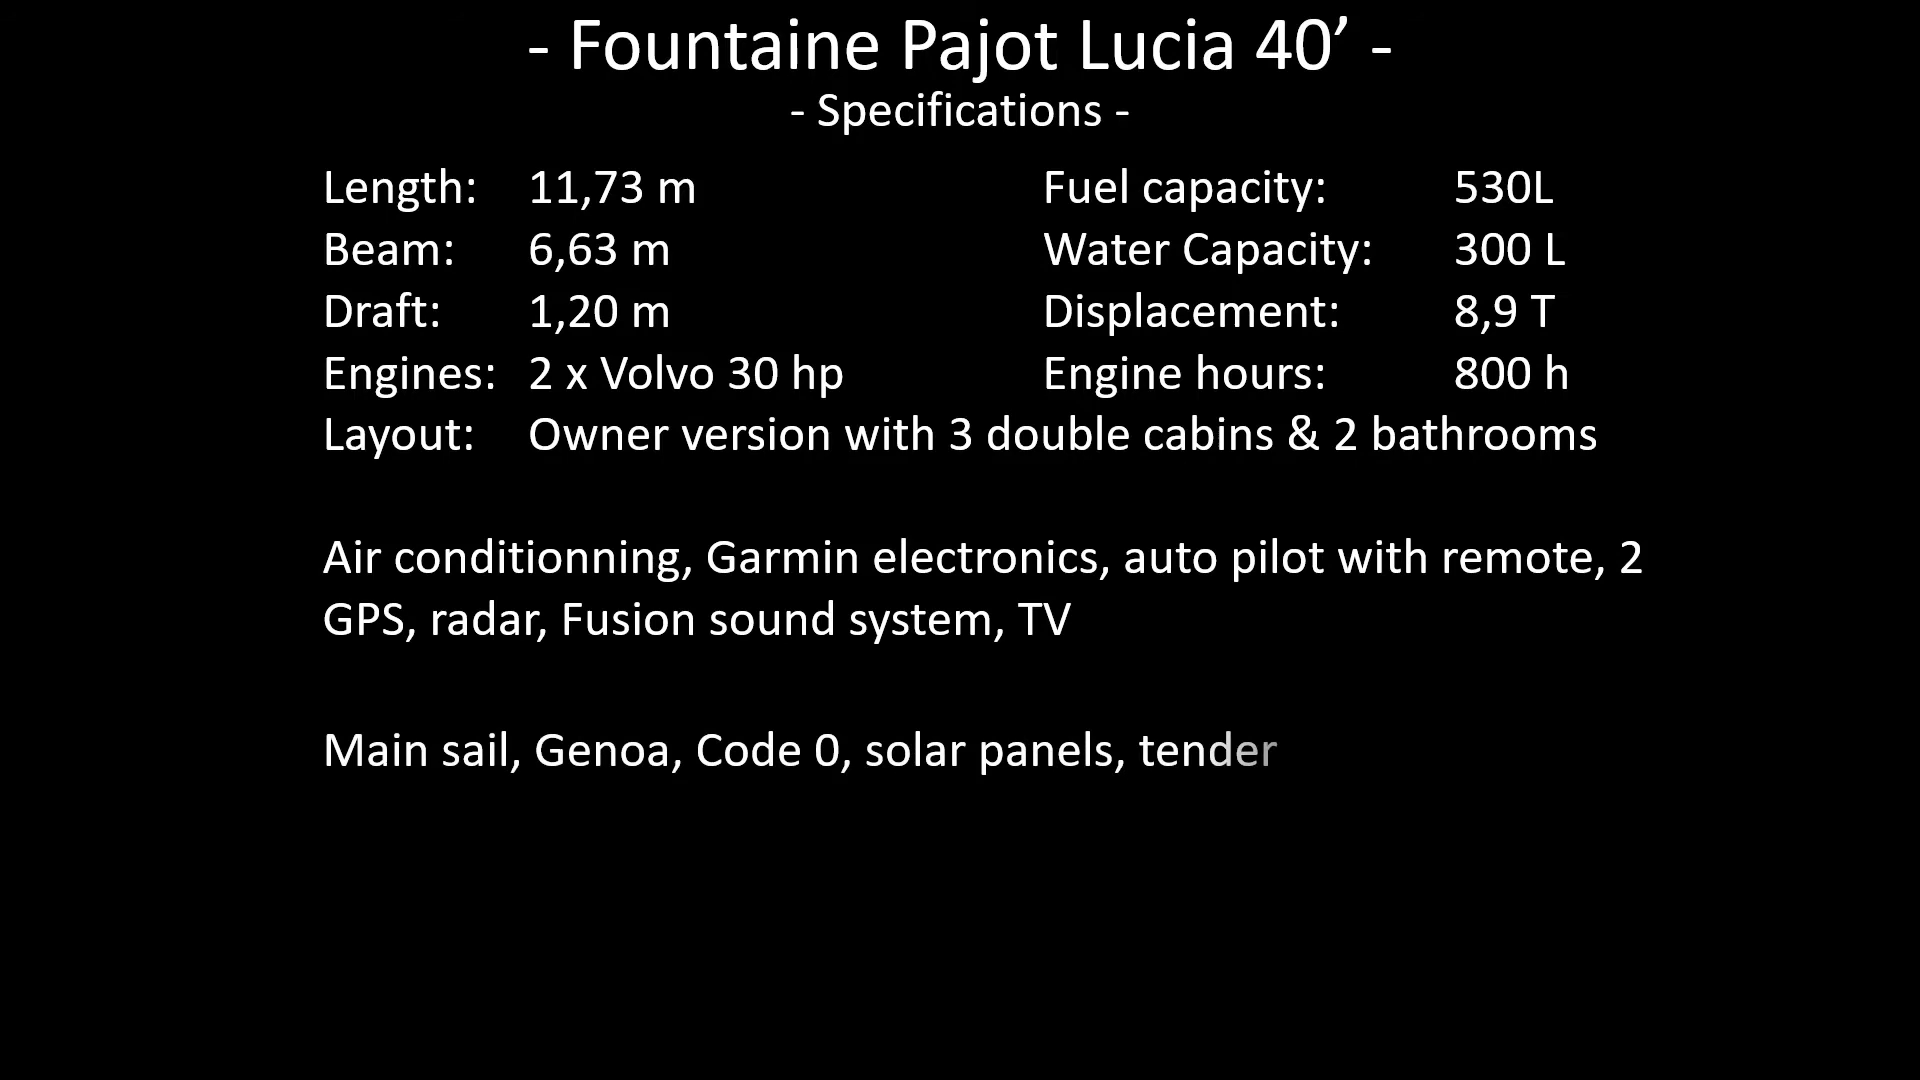 - Fountaine Pajot Lucia 40’ -
- Specifications -
Length: 11,73 m Fuel capacity: 530L
Beam: 6,63 m Water Capacity: 300 L
Draft: 1,20 m Displacement: 8,9 T
Engines: 2 x Volvo 30 hp Engine hours: 800 h
Layout: Owner version with 3 double cabins & 2 bathrooms
Air conditionning, Garmin electronics, auto pilot with remote, 2
GPS, radar, Fusion sound system, TV
Main sail, Genoa, Code 0, solar panels, tender